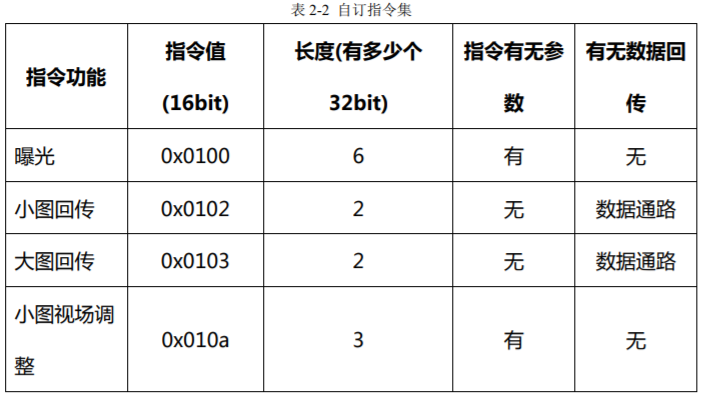 表 2-2 自订指令集
指令功能
指令值
(16bit)
长度(有多少个
32bit)
指令有无参
数
有无数据回
传
曝光
0x0100
6
有
无
小图回传
0x0102
2
无
数据通路
大图回传
0x0103
2
无
数据通路
小图视场调
整
0x010a
3
有
无